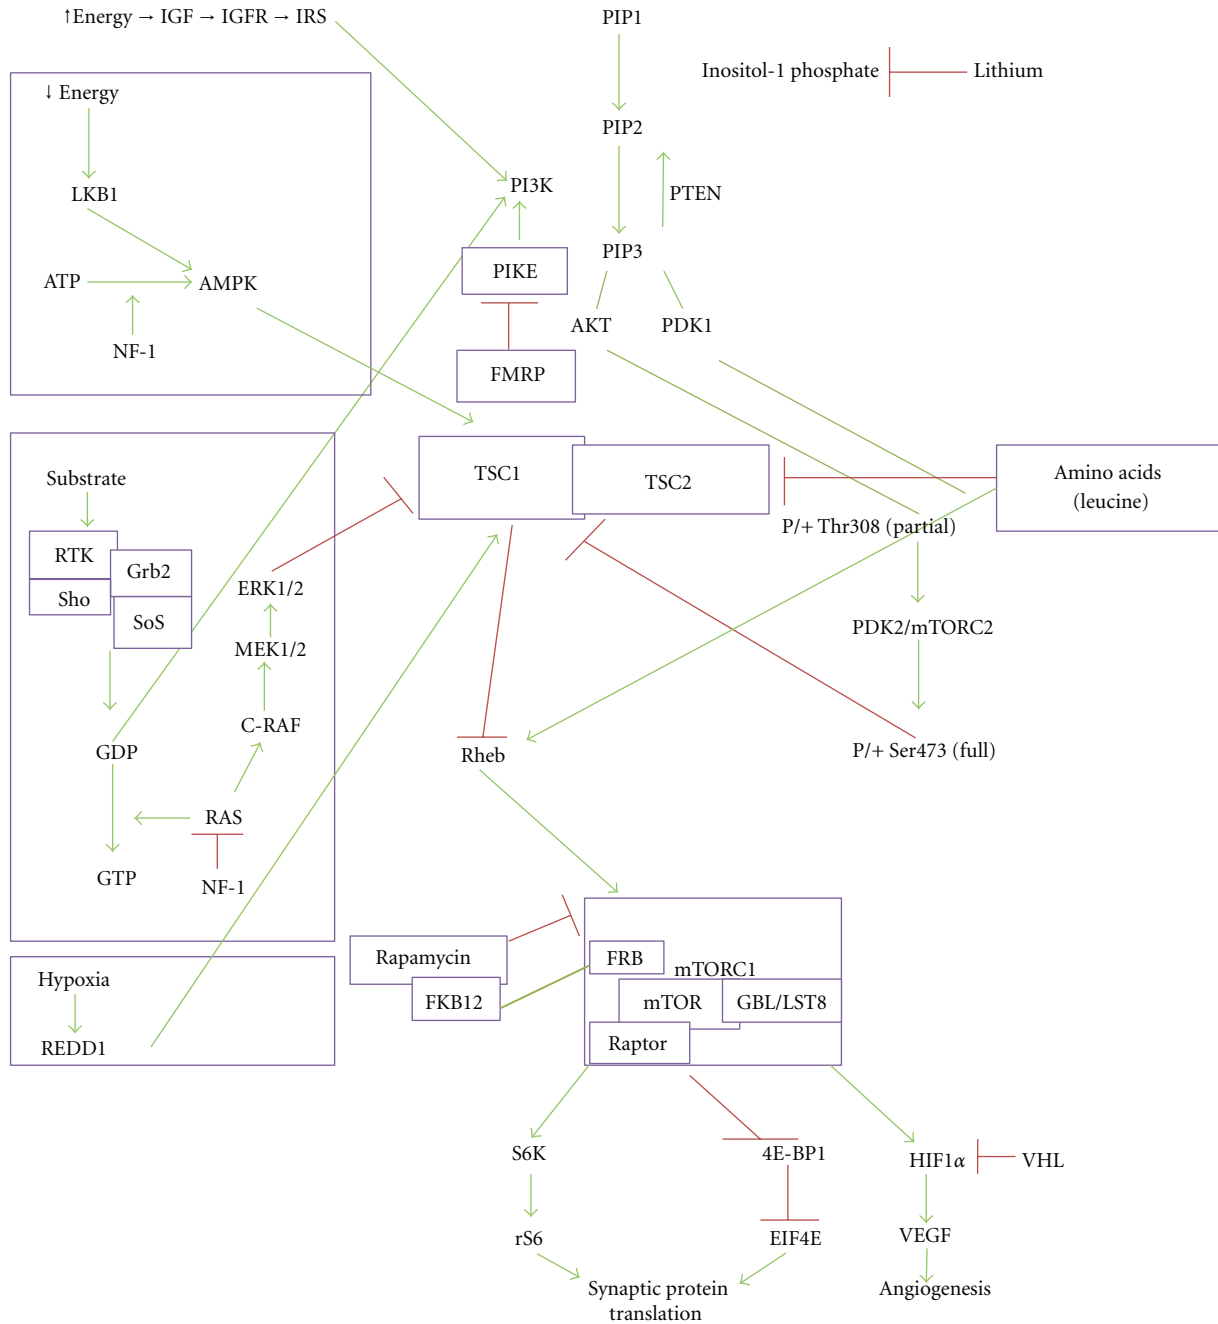 ↑Energy → IGF → IGFR → IRS
PIP1
Inositol-1 phosphate
Lithium
↓ Energy
PIP2
LKB1
PI3K
PTEN
PIP3
PIKE
ATP
AMPK
AKT
PDK1
NF-1
FMRP
TSC1
TSC2
Amino acids
(leucine)
Substrate
P/+ Thr308 (partial)
RTK
Grb2
Sho
ERK1/2
SoS
PDK2/mTORC2
MEK1/2
C-RAF
GDP
Rheb
P/+ Ser473 (full)
RAS
GTP
NF-1
Rapamycin
FRB
mTORC1
Hypoxia
FKB12
mTOR
GBL/LST8
REDD1
Raptor
S6K
4E-BP1
HIF1α
VHL
rS6
EIF4E
VEGF
Synaptic protein
translation
Angiogenesis